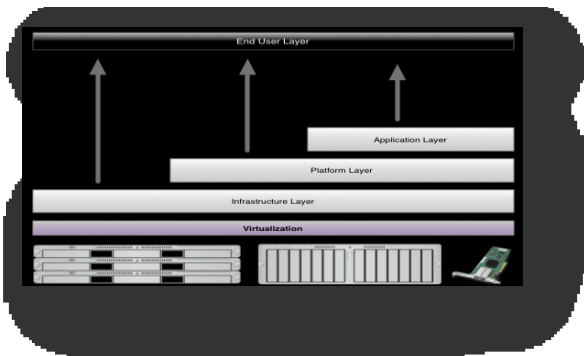 End User Layer
Application Layer
Platform Layer
Infrastructure Layer
Virtualization